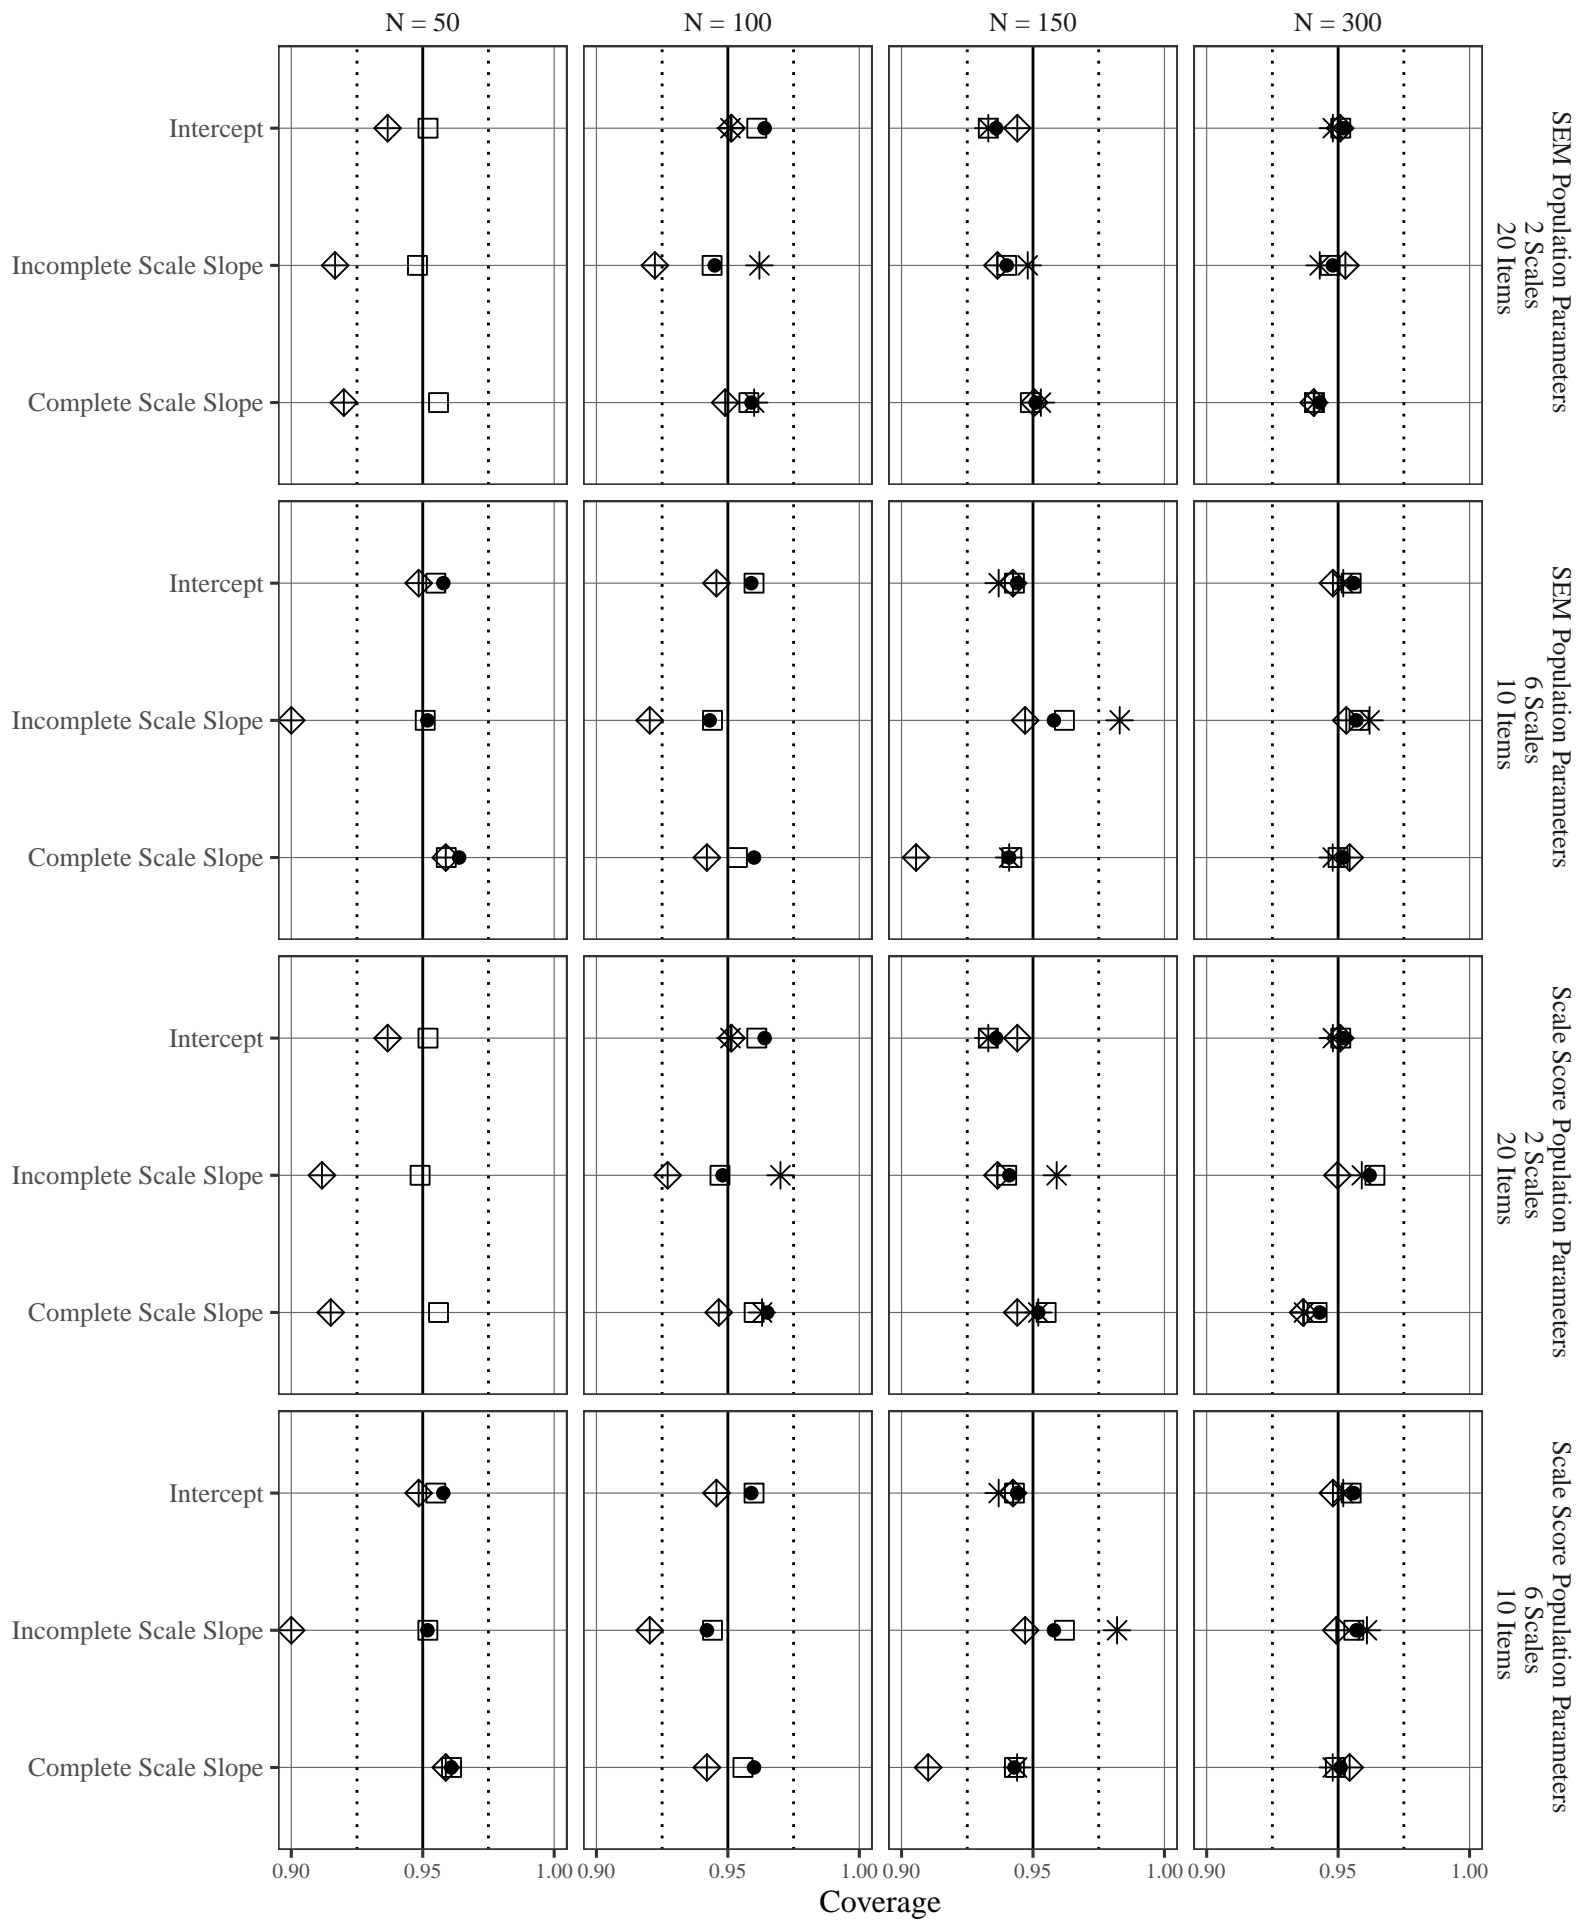 N = 50
N = 100
N = 150
N = 300
Intercept
Incomplete Scale Slope
Complete Scale Slope
SEM Population Parameters
2 Scales
20 Items
Intercept
Incomplete Scale Slope
Complete Scale Slope
SEM Population Parameters
6 Scales
10 Items
Intercept
Incomplete Scale Slope
Complete Scale Slope
Scale Score Population Parameters
2 Scales
20 Items
Intercept
Incomplete Scale Slope
Complete Scale Slope
Scale Score Population Parameters
6 Scales
10 Items
0.90 0.95 1.00 0.90 0.95 1.00 0.90 0.95 1.00 0.90 0.95 1.00
Coverage